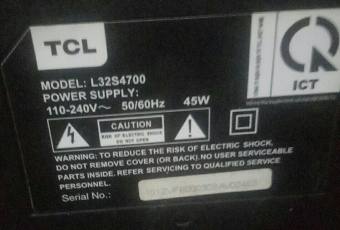 TCL
MODEL: L32S4700
POWER SUPPLY:
110-240V~ 50/60Hz 45W
ICT
CAUTION
RISK OF ELECTRIC SHOCK
DO NOT OPEN
WARNING: TO REDUCE THE RISK OF ELECTRIC SHOCK,
DO NOT REMOVE COVER (OR BACK). NO USER SERVICEABLE
PARTS INSIDE. REFER SERVICING TO QUALIFIED SERVICE
PERSONNEL.
Serial No.: